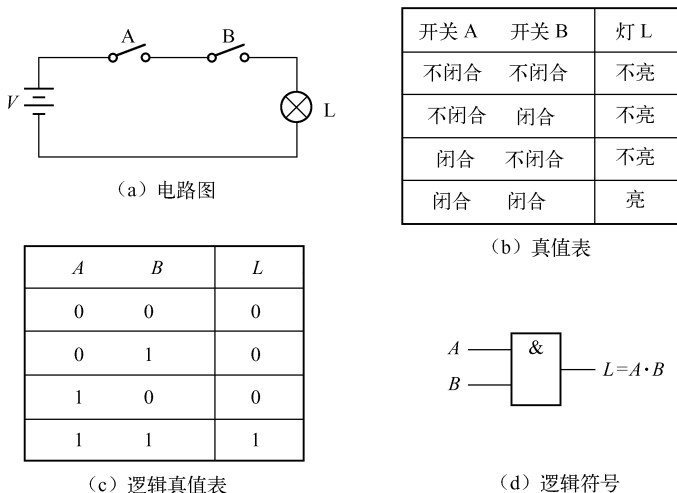 A B
V
L
（a）电路图
开关 A 开关 B 灯 L
不闭合 不闭合 不亮
不闭合 闭合 不亮
闭合 不闭合 不亮
闭合 闭合 亮
（b）真值表
A B L
0 0 0
0 1 0
1 0 0
1 1 1
（c）逻辑真值表
A
B
&
L=A·B
（d）逻辑符号